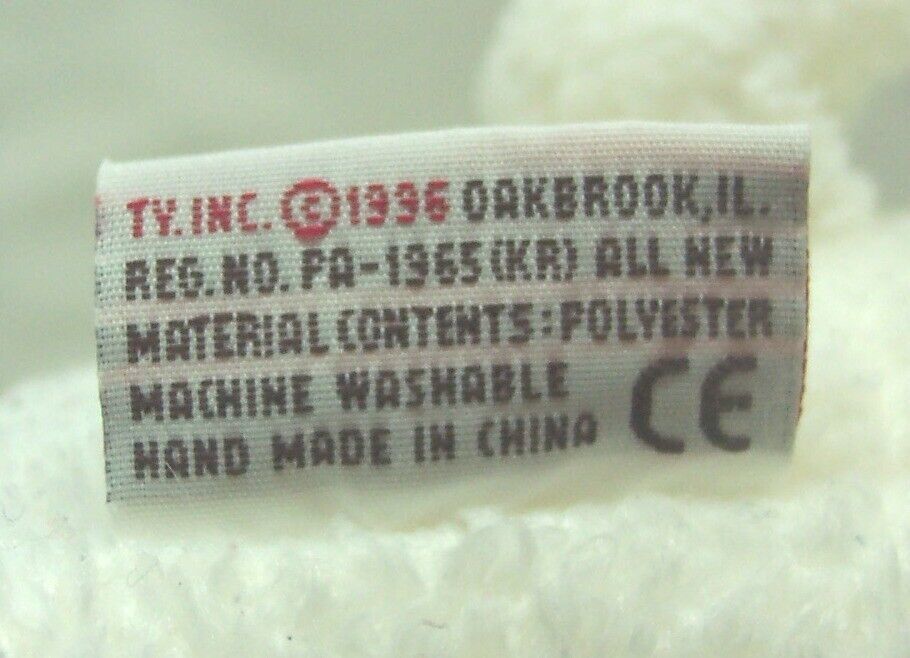 TY. INC. ©1996 OAKBROOK, IL.
REG. NO. PA-1965 (KR) ALL NEW
MATERIAL CONTENTS: POLYESTER
MACHINE WASHABLE
HAND MADE IN CHINA CE